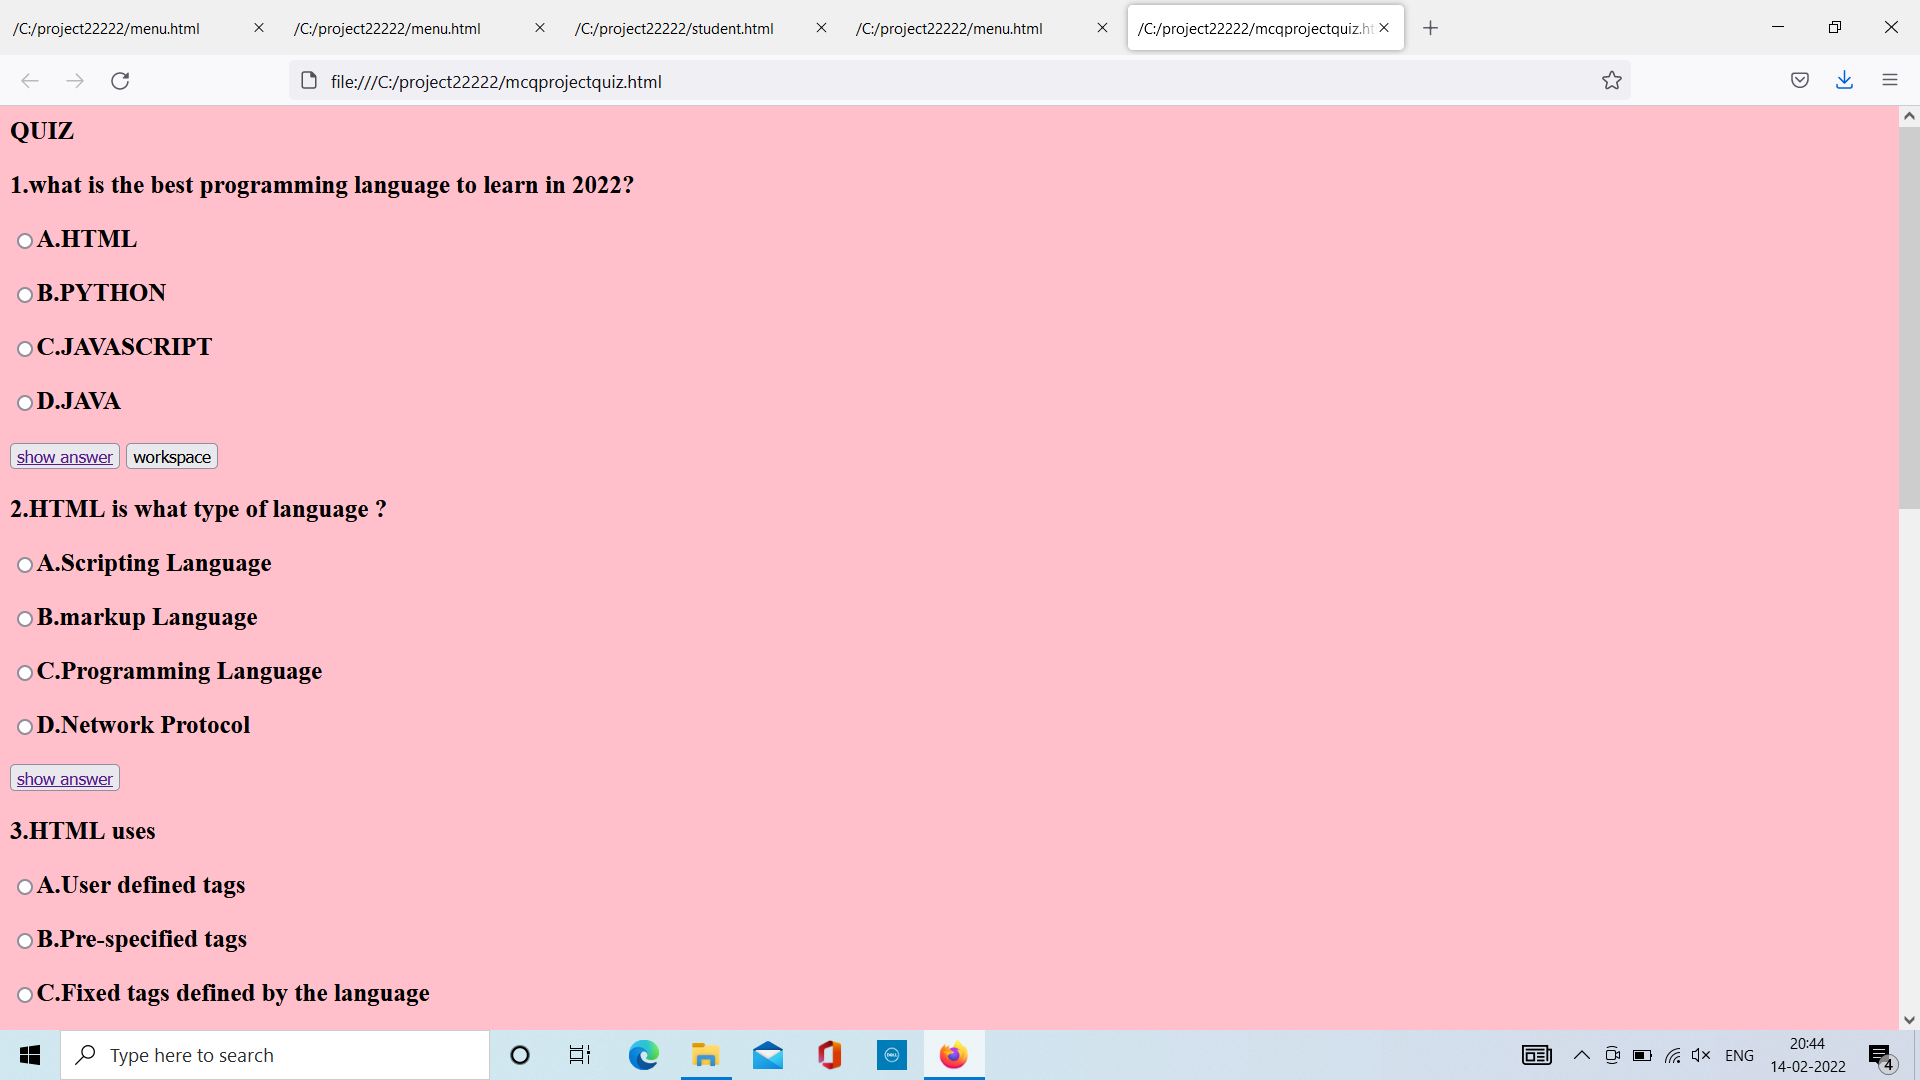 /C:/project22222/menu.html /C:/project22222/menu.html /C:/project22222/student.html /C:/project22222/menu.html /C:/project22222/mcqprojectquiz.ht
file:///C:/project22222/mcqprojectquiz.html
QUIZ
1.what is the best programming language to learn in 2022?
A.HTML
B.PYTHON
C.JAVASCRIPT
D.JAVA
show answer workspace
2.HTML is what type of language ?
A.Scripting Language
B.markup Language
C.Programming Language
D.Network Protocol
show answer
3.HTML uses
A.User defined tags
B.Pre-specified tags
C.Fixed tags defined by the language
Type here to search DELL ENG 20:44
14-02-2022 4